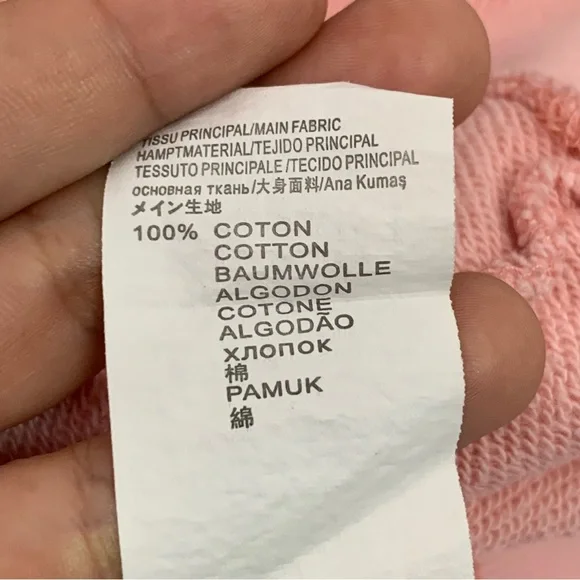 TISSU PRINCIPAL/MAIN FABRIC
HAMPTMATERIAL/TEJIDO PRINCIPAL
TESSUTO PRINCIPALE/TECIDO PRINCIPAL
основная ткань/大身面料/Ana Kumaş
メイン生地
100% COTON
COTTON
BAUMWOLLE
ALGODON
COTONE
ALGODÃO
хлопок
棉
PAMUK
綿